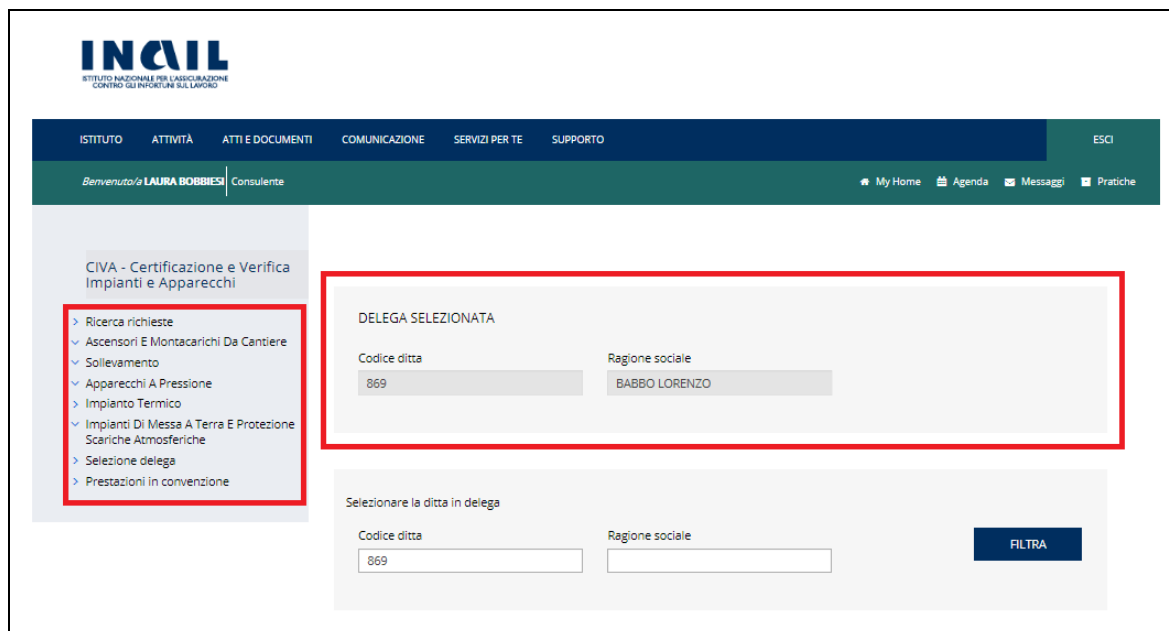 INAIL
ISTITUTO NAZIONALE PER L'ASSICURAZIONE
CONTRO GLI INFORTUNI SUL LAVORO
ISTITUTO ATTIVITÀ ATTI E DOCUMENTI COMUNICAZIONE SERVIZI PER TE SUPPORTO ESCI
Benvenuto/a LAURA BOBBIESI Consulente My Home Agenda Messaggi Pratiche
CIVA - Certificazione e Verifica
Impianti e Apparecchi
Ricerca richieste
Ascensori E Montacarichi Da Cantiere
Sollevamento
Apparecchi A Pressione
Impianto Termico
Impianti Di Messa A Terra E Protezione
Scariche Atmosferiche
Selezione delega
Prestazioni in convenzione
DELEGA SELEZIONATA
Codice ditta Ragione sociale
869 BABBO LORENZO
Selezionare la ditta in delega
Codice ditta Ragione sociale
869
FILTRA